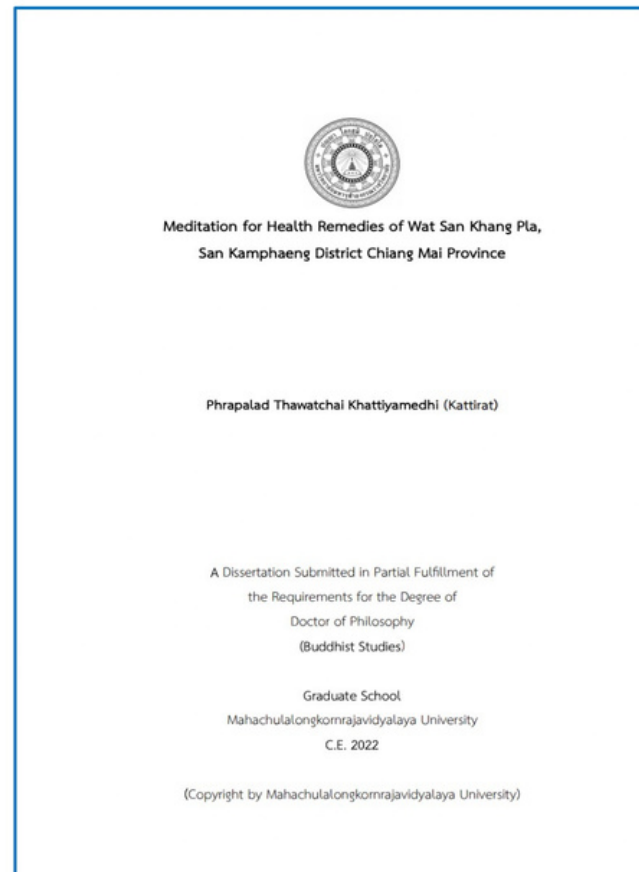 Meditation for Health Remedies of Wat San Khang Pla,
San Kamphaeng District Chiang Mai Province
Phrapalad Thawatchai Khattiyamedhi (Kattirat)
A Dissertation Submitted in Partial Fulfillment of
the Requirements for the Degree of
Doctor of Philosophy
(Buddhist Studies)
Graduate School
Mahachulalongkornrajavidyalaya University
C.E. 2022
(Copyright by Mahachulalongkornrajavidyalaya University)